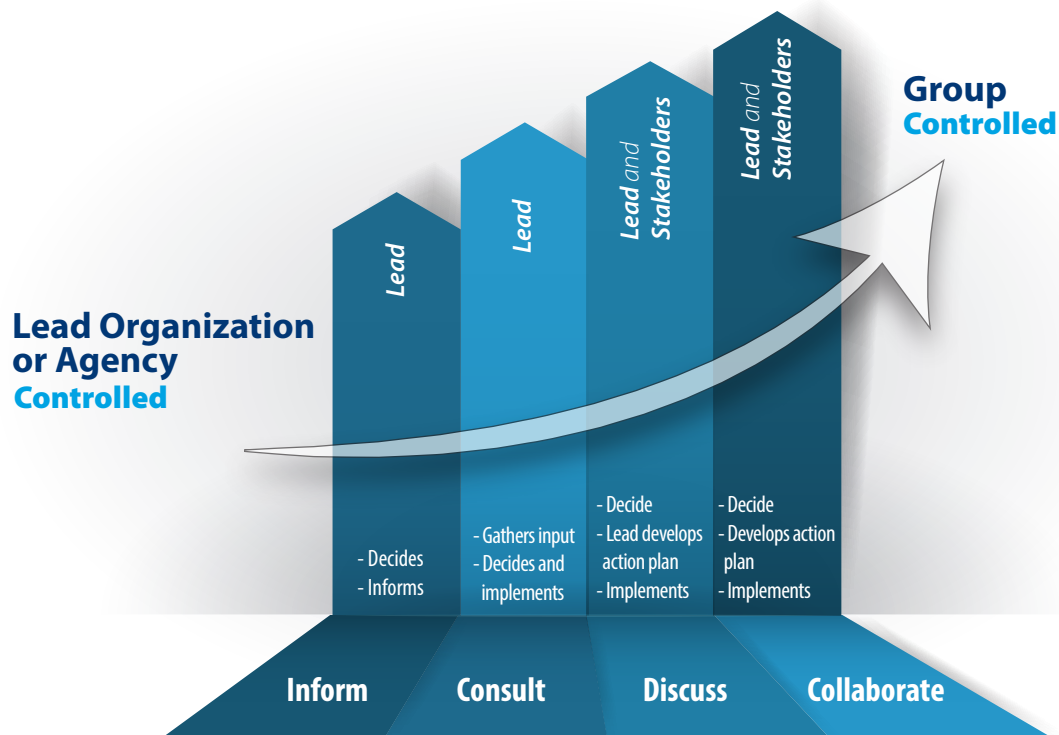 Lead Organization
or Agency
Controlled
Group
Controlled
Lead
- Decides
- Informs
Inform
Lead
- Gathers input
- Decides and
implements
Consult
Lead and
Stakeholders
- Decide
- Lead develops
action plan
- Implements
Discuss
Lead and
Stakeholders
- Decide
- Develops action
plan
- Implements
Collaborate